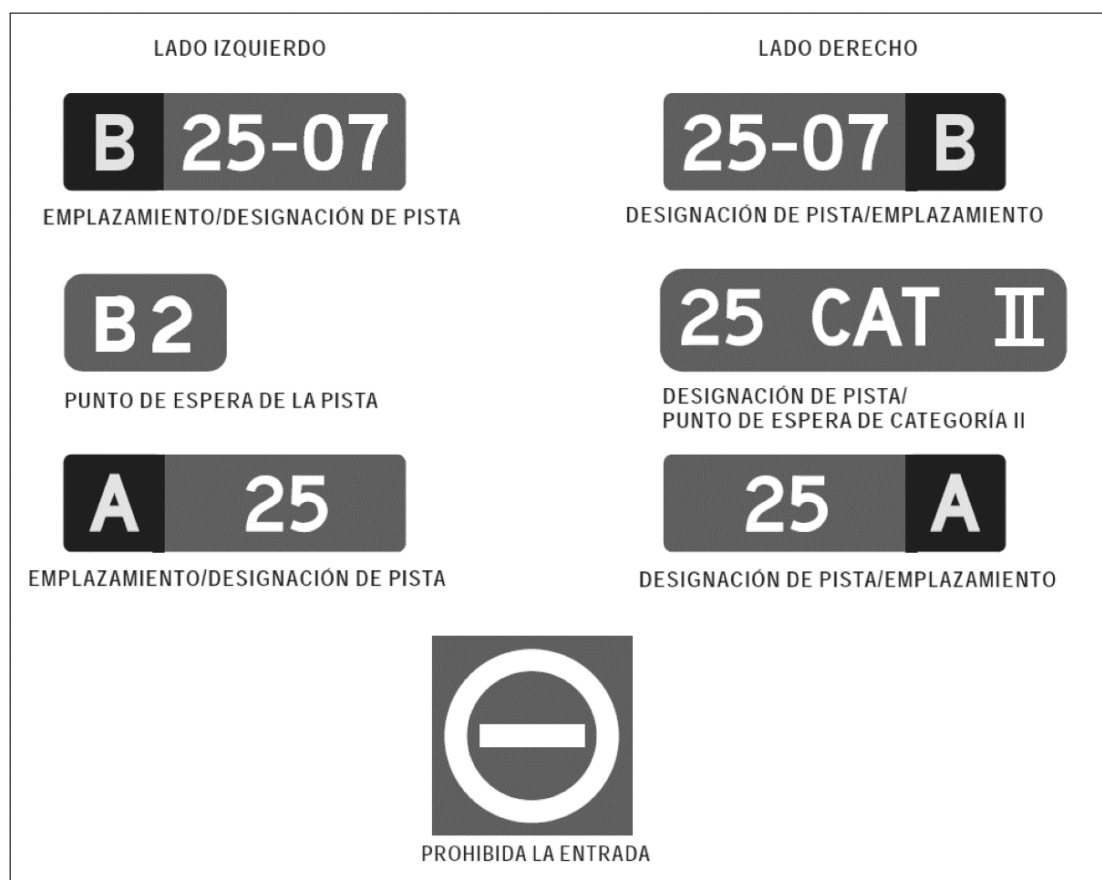 LADO IZQUIERDO
LADO DERECHO
B 25-07
25-07 B
EMPLAZAMIENTO/DESIGNACIÓN DE PISTA
DESIGNACIÓN DE PISTA/EMPLAZAMIENTO
B2
25 CAT II
PUNTO DE ESPERA DE LA PISTA
DESIGNACIÓN DE PISTA/
PUNTO DE ESPERA DE CATEGORÍA II
A 25
25 A
EMPLAZAMIENTO/DESIGNACIÓN DE PISTA
DESIGNACIÓN DE PISTA/EMPLAZAMIENTO
PROHIBIDA LA ENTRADA